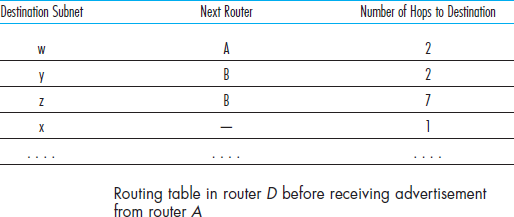 Destination Subnet Next Router Number of Hops to Destination
w A 2
y B 2
z B 7
x — 1
. . . . . . . . . . . .
Routing table in router D before receiving advertisement
from router A